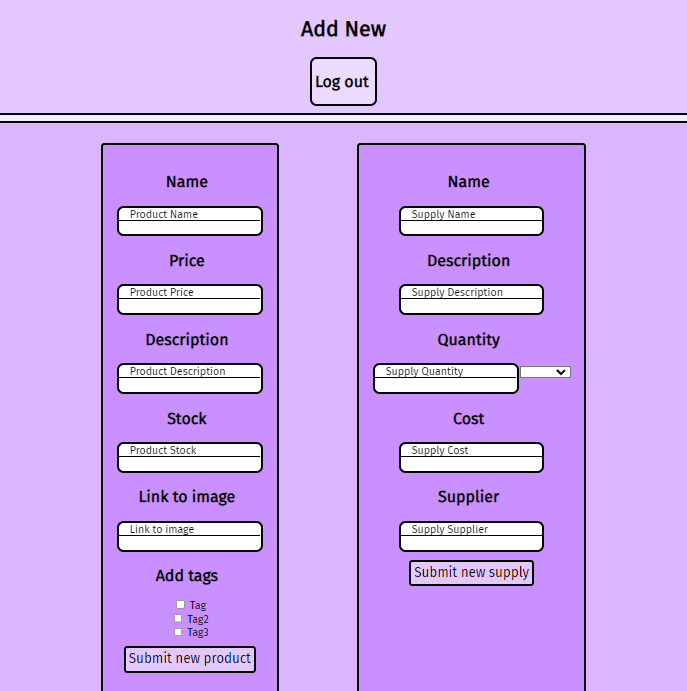 Add New
Log out
Name
Product Name
Price
Product Price
Description
Product Description
Stock
Product Stock
Link to image
Link to image
Add tags
Tag
Tag2
Tag3
Submit new product
Name
Supply Name
Description
Supply Description
Quantity
Supply Quantity
Cost
Supply Cost
Supplier
Supply Supplier
Submit new supply